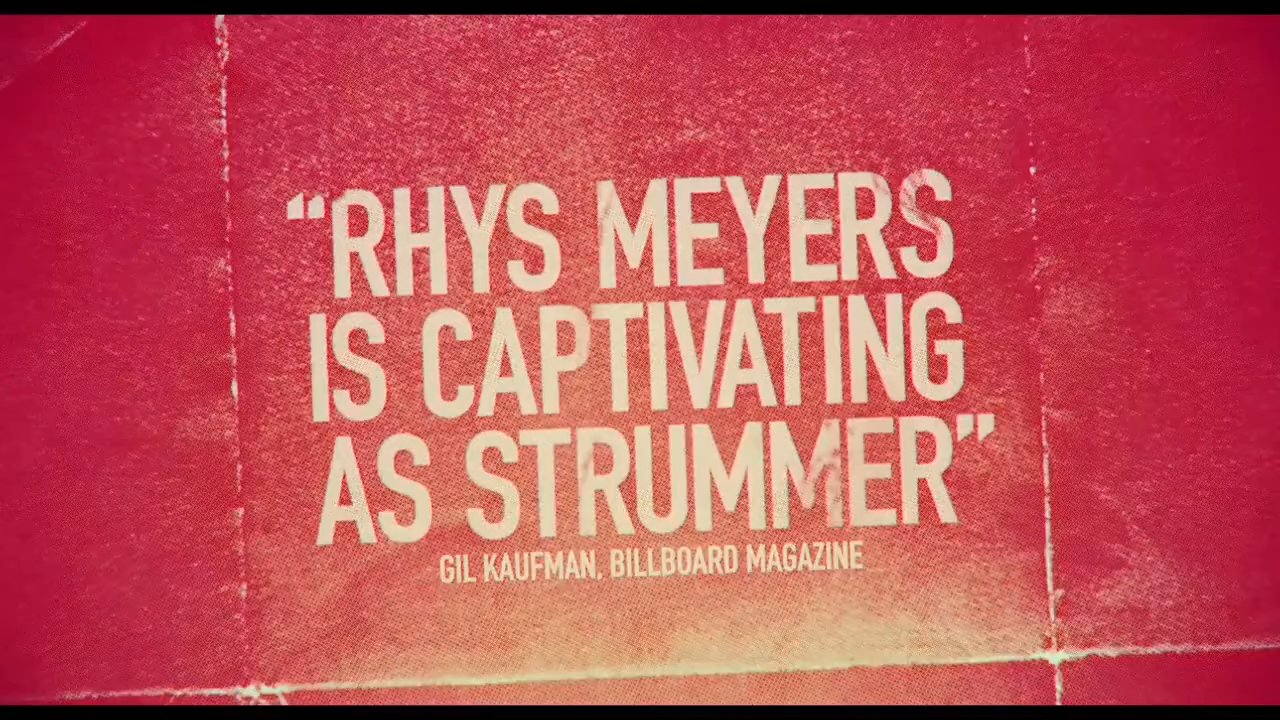 “RHYS MEYERS
IS CAPTIVATING
AS STRUMMER”
GIL KAUFMAN, BILLBOARD MAGAZINE